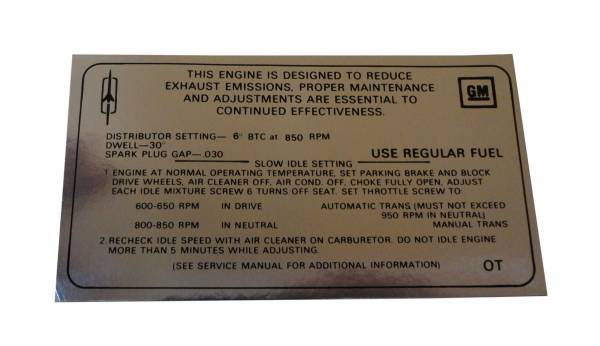 THIS ENGINE IS DESIGNED TO REDUCE
EXHAUST EMISSIONS, PROPER MAINTENANCE
AND ADJUSTMENTS ARE ESSENTIAL TO
CONTINUED EFFECTIVENESS.
GM
DISTRIBUTOR SETTING— 6° BTC at 850 RPM
DWELL—30°
SPARK PLUG GAP—.030
USE REGULAR FUEL
SLOW IDLE SETTING
1. ENGINE AT NORMAL OPERATING TEMPERATURE, SET PARKING BRAKE AND BLOCK
DRIVE WHEELS, AIR CLEANER OFF, AIR COND. OFF, CHOKE FULLY OPEN, ADJUST
EACH IDLE MIXTURE SCREW 6 TURNS OFF SEAT. SET THROTTLE SCREW TO:
600-650 RPM IN DRIVE AUTOMATIC TRANS. (MUST NOT EXCEED
950 RPM IN NEUTRAL)
800-850 RPM IN NEUTRAL MANUAL TRANS
2. RECHECK IDLE SPEED WITH AIR CLEANER ON CARBURETOR. DO NOT IDLE ENGINE
MORE THAN 5 MINUTES WHILE ADJUSTING.
(SEE SERVICE MANUAL FOR ADDITIONAL INFORMATION) OT